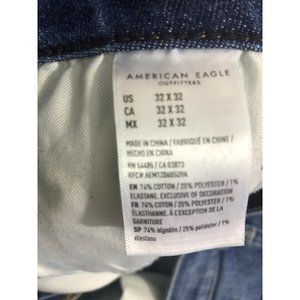 AMERICAN EAGLE
OUTFITTERS
US 32 X 32
CA 32 X 32
MX 32 X 32
MADE IN CHINA / FABRIQUÉ EN CHINE /
HECHO EN CHINA
RN 54485 / CA 03873
RFC# AEMTZ0605U9A
EN 74% COTTON / 25% POLYESTER / 1%
ELASTANE, EXCLUSIVE OF DECORATION
FR 74% COTON / 25% POLYESTER / 1%
ÉLASTHANNE, À L'EXCEPTION DE LA
GARNITURE
SP 74% algodón / 25% poliéster / 1%
elastano